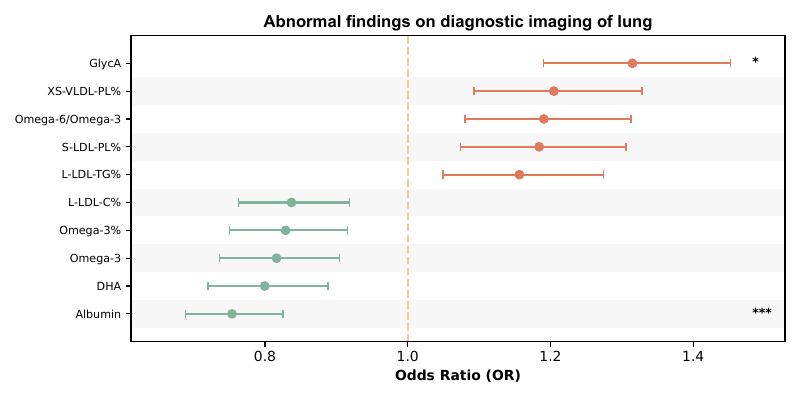 Abnormal findings on diagnostic imaging of lung
GlycA *
XS-VLDL-PL%
Omega-6/Omega-3
S-LDL-PL%
L-LDL-TG%
L-LDL-C%
Omega-3%
Omega-3
DHA
Albumin ***
0.8 1.0 1.2 1.4
Odds Ratio (OR)